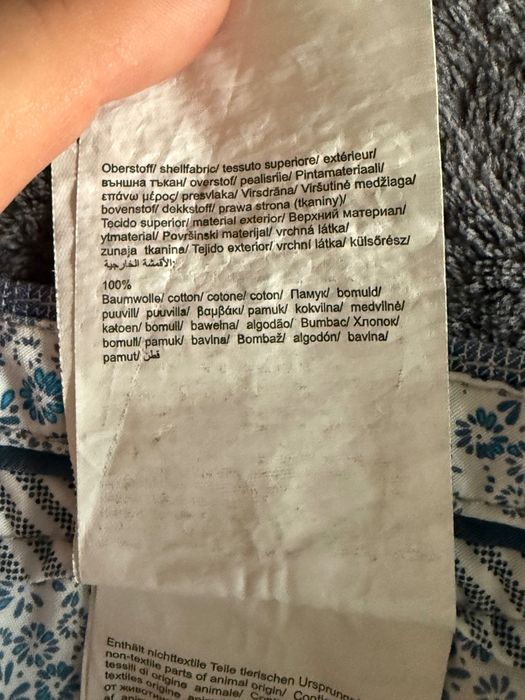 Oberstoff/ shellfabric/ tessuto superiore/ extérieur/
външна тъкан/ overstof/ pealisriie/ Pintamateriaali/
επάνω μέρος/ presvlaka/ Virsdrāna/ Viršutinė medžiaga/
bovenstof/ dekkstoff/ prawa strona (tkaniny)/
Tecido superior/ material exterior/ Верхний материал/
ytmaterial/ Površinski materijal/ vrchná látka/
zunaja tkanina/ Tejido exterior/ vrchní látka/ külsőrész/
الأقمشة الخارجية:
100%
Baumwolle/ cotton/ cotone/ coton/ Памук/ bomuld/
puuvill/ puuvilla/ βαμβάκι/ pamuk/ kokvilna/ medvilnė/
katoen/ bomull/ bawełna/ algodão/ Bumbac/ Хлопок/
bomull/ pamuk/ bavlna/ Bombaž/ algodón/ bavlna/
pamut/ قطن
Enthält nichttextile Teile tierischen Ursprungs
non-textile parts of animal origin/
tessili di origine animale/
textiles origine animale/
от